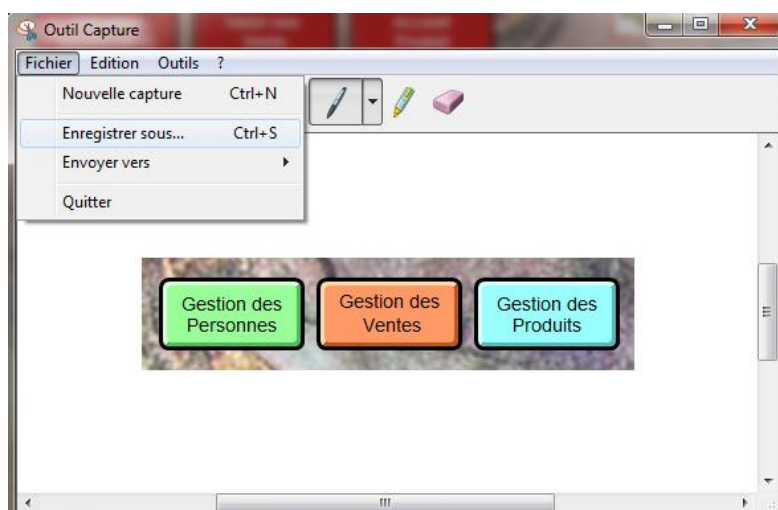 Outil Capture
Fichier Edition Outils ?
Nouvelle capture Ctrl+N
Enregistrer sous... Ctrl+S
Envoyer vers
Quitter
Gestion des
Personnes
Gestion des
Ventes
Gestion des
Produits